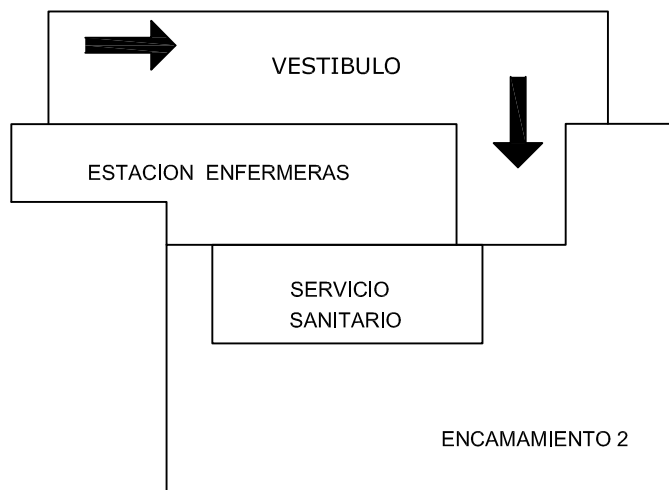 VESTIBULO
ESTACION ENFERMERAS
SERVICIO
SANITARIO
ENCAMAMIENTO 2